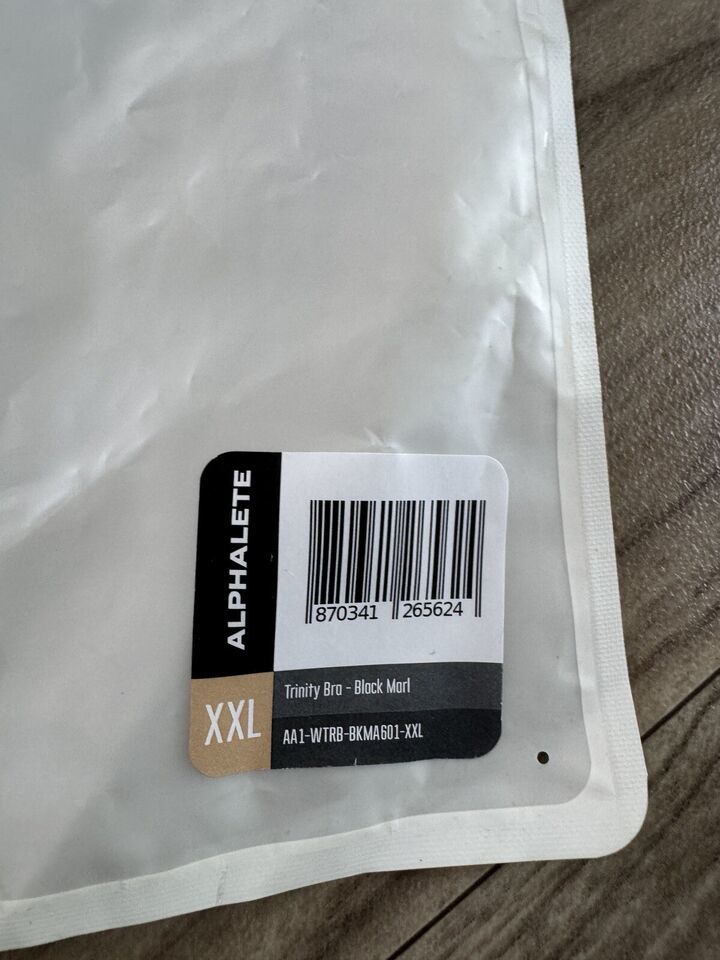 ALPHALETE
870341 265624
Trinity Bra - Black Marl
XXL
AA1-WTRB-BKMA601-XXL